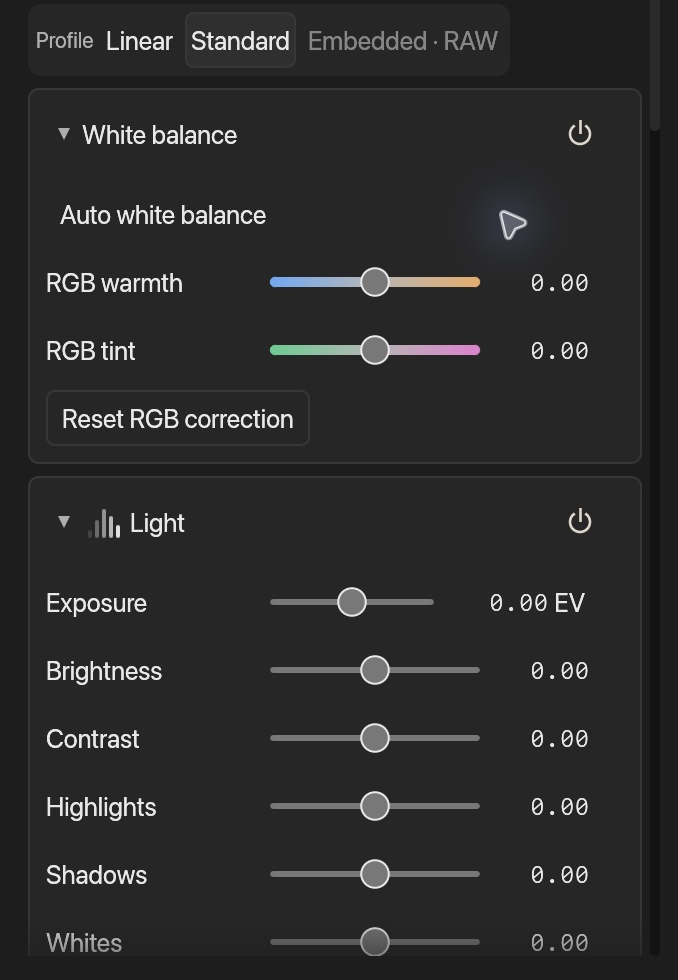 Profile Linear Standard Embedded · RAW
▼ White balance
Auto white balance
RGB warmth 0.00
RGB tint 0.00
Reset RGB correction
▼ Light
Exposure 0.00 EV
Brightness 0.00
Contrast 0.00
Highlights 0.00
Shadows 0.00
Whites 0.00